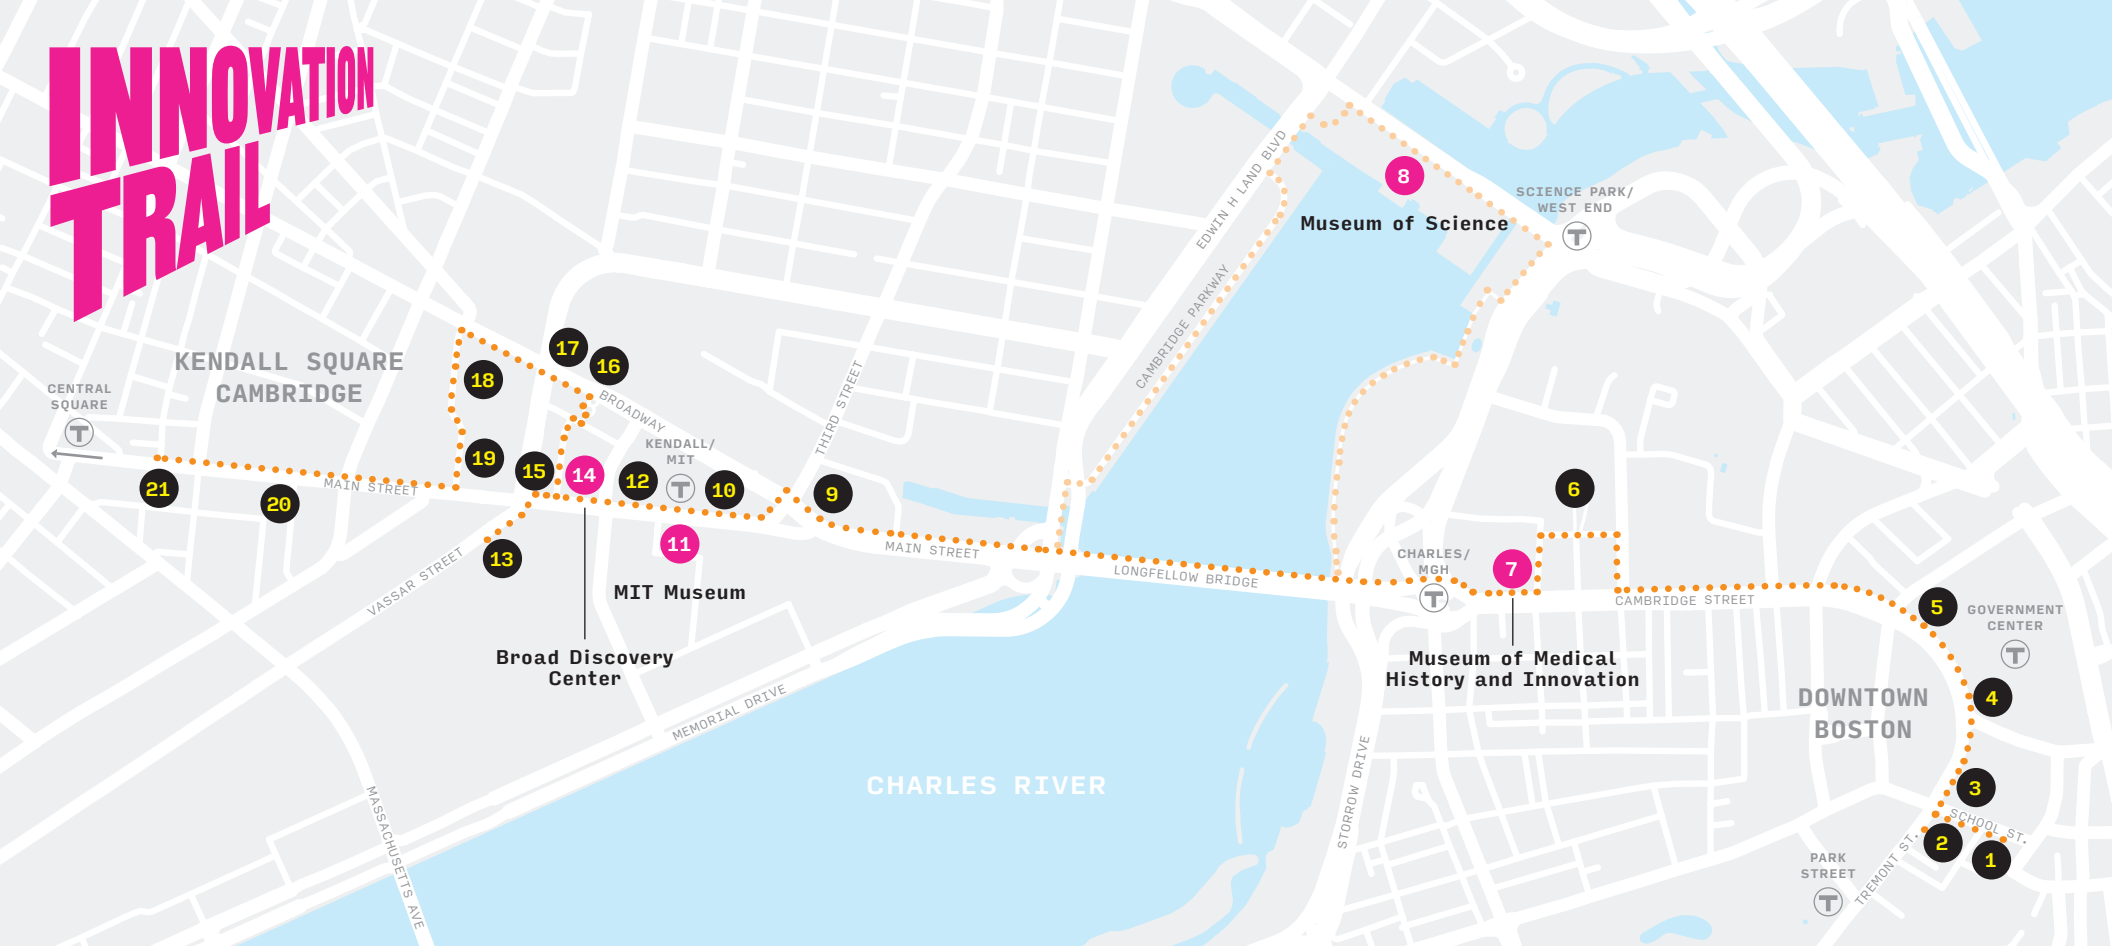 INNOVATION
TRAIL
KENDALL SQUARE
CAMBRIDGE
CENTRAL
SQUARE
T
21
20
MAIN STREET
18
19
17
16
15
14
13
12
11
10
9
BROADWAY
KENDALL/
MIT
T
THIRD STREET
VASSAR STREET
MIT Museum
Broad Discovery
Center
MAIN STREET
MEMORIAL DRIVE
MASSACHUSETTS AVE
EDWIN H LAND BLVD
CAMBRIDGE PARKWAY
8
Museum of Science
SCIENCE PARK/
WEST END
T
LONGFELLOW BRIDGE
CHARLES RIVER
CHARLES/
MGH
T
7
6
Museum of Medical
History and Innovation
STORROW DRIVE
CAMBRIDGE STREET
5
GOVERNMENT
CENTER
T
DOWNTOWN
BOSTON
4
3
SCHOOL ST.
2
1
TREMONT ST.
PARK
STREET
T